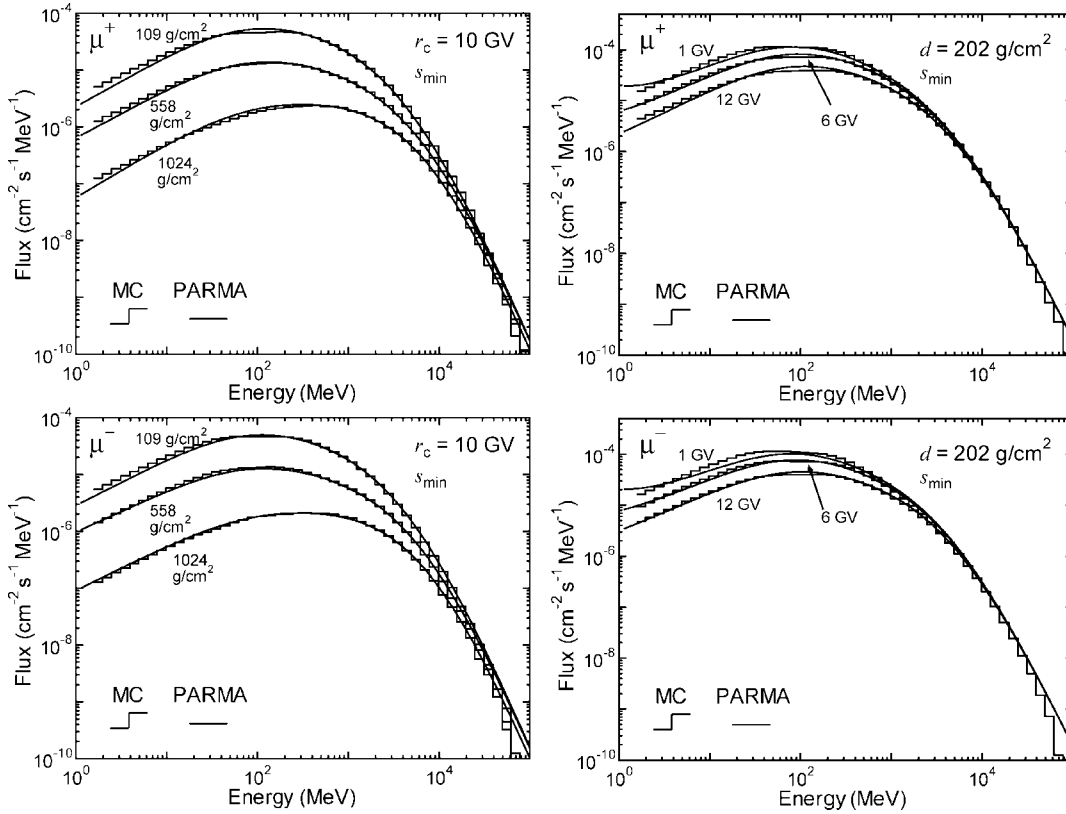 μ⁺
109 g/cm²
r_c = 10 GV
s_min
558
g/cm²
1024
g/cm²
MC PARMA
10⁻⁴
10⁻⁶
10⁻⁸
10⁻¹⁰
Flux (cm⁻² s⁻¹ MeV⁻¹)
10⁰ 10² 10⁴
Energy (MeV)
μ⁺
1 GV
d = 202 g/cm²
s_min
12 GV
6 GV
MC PARMA
10⁻⁴
10⁻⁶
10⁻⁸
10⁻¹⁰
Flux (cm⁻² s⁻¹ MeV⁻¹)
10⁰ 10² 10⁴
Energy (MeV)
μ⁻
109 g/cm²
r_c = 10 GV
s_min
558
g/cm²
1024
g/cm²
MC PARMA
10⁻⁴
10⁻⁶
10⁻⁸
10⁻¹⁰
Flux (cm⁻² s⁻¹ MeV⁻¹)
10⁰ 10² 10⁴
Energy (MeV)
μ⁻
1 GV
d = 202 g/cm²
s_min
12 GV
6 GV
MC PARMA
10⁻⁴
10⁻⁶
10⁻⁸
10⁻¹⁰
Flux (cm⁻² s⁻¹ MeV⁻¹)
10⁰ 10² 10⁴
Energy (MeV)